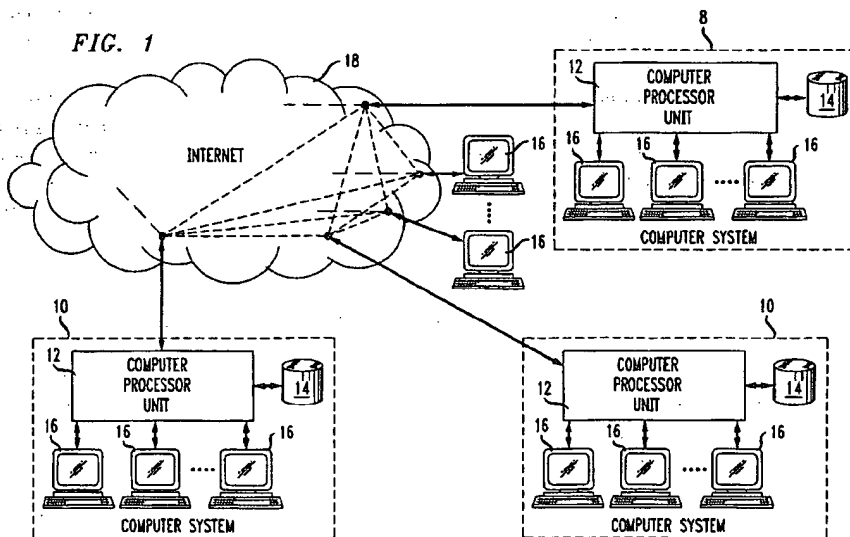 FIG. 1
18
INTERNET
16
16
8
12
COMPUTER
PROCESSOR
UNIT
14
16
16
16
COMPUTER SYSTEM
10
12
COMPUTER
PROCESSOR
UNIT
14
16
16
16
COMPUTER SYSTEM
10
12
COMPUTER
PROCESSOR
UNIT
14
16
16
16
COMPUTER SYSTEM